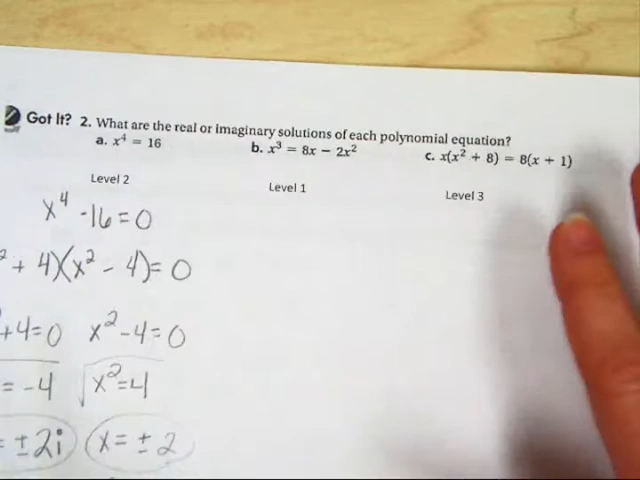 Got It? 2. What are the real or imaginary solutions of each polynomial equation?
a. x⁴ = 16 b. x³ = 8x − 2x² c. x(x² + 8) = 8(x + 1)
Level 2 Level 1 Level 3
x⁴ -16=0
² + 4)(x² - 4)=0
+4=0 x²-4=0
= -4 √x²=4
= ±2i x= ±2